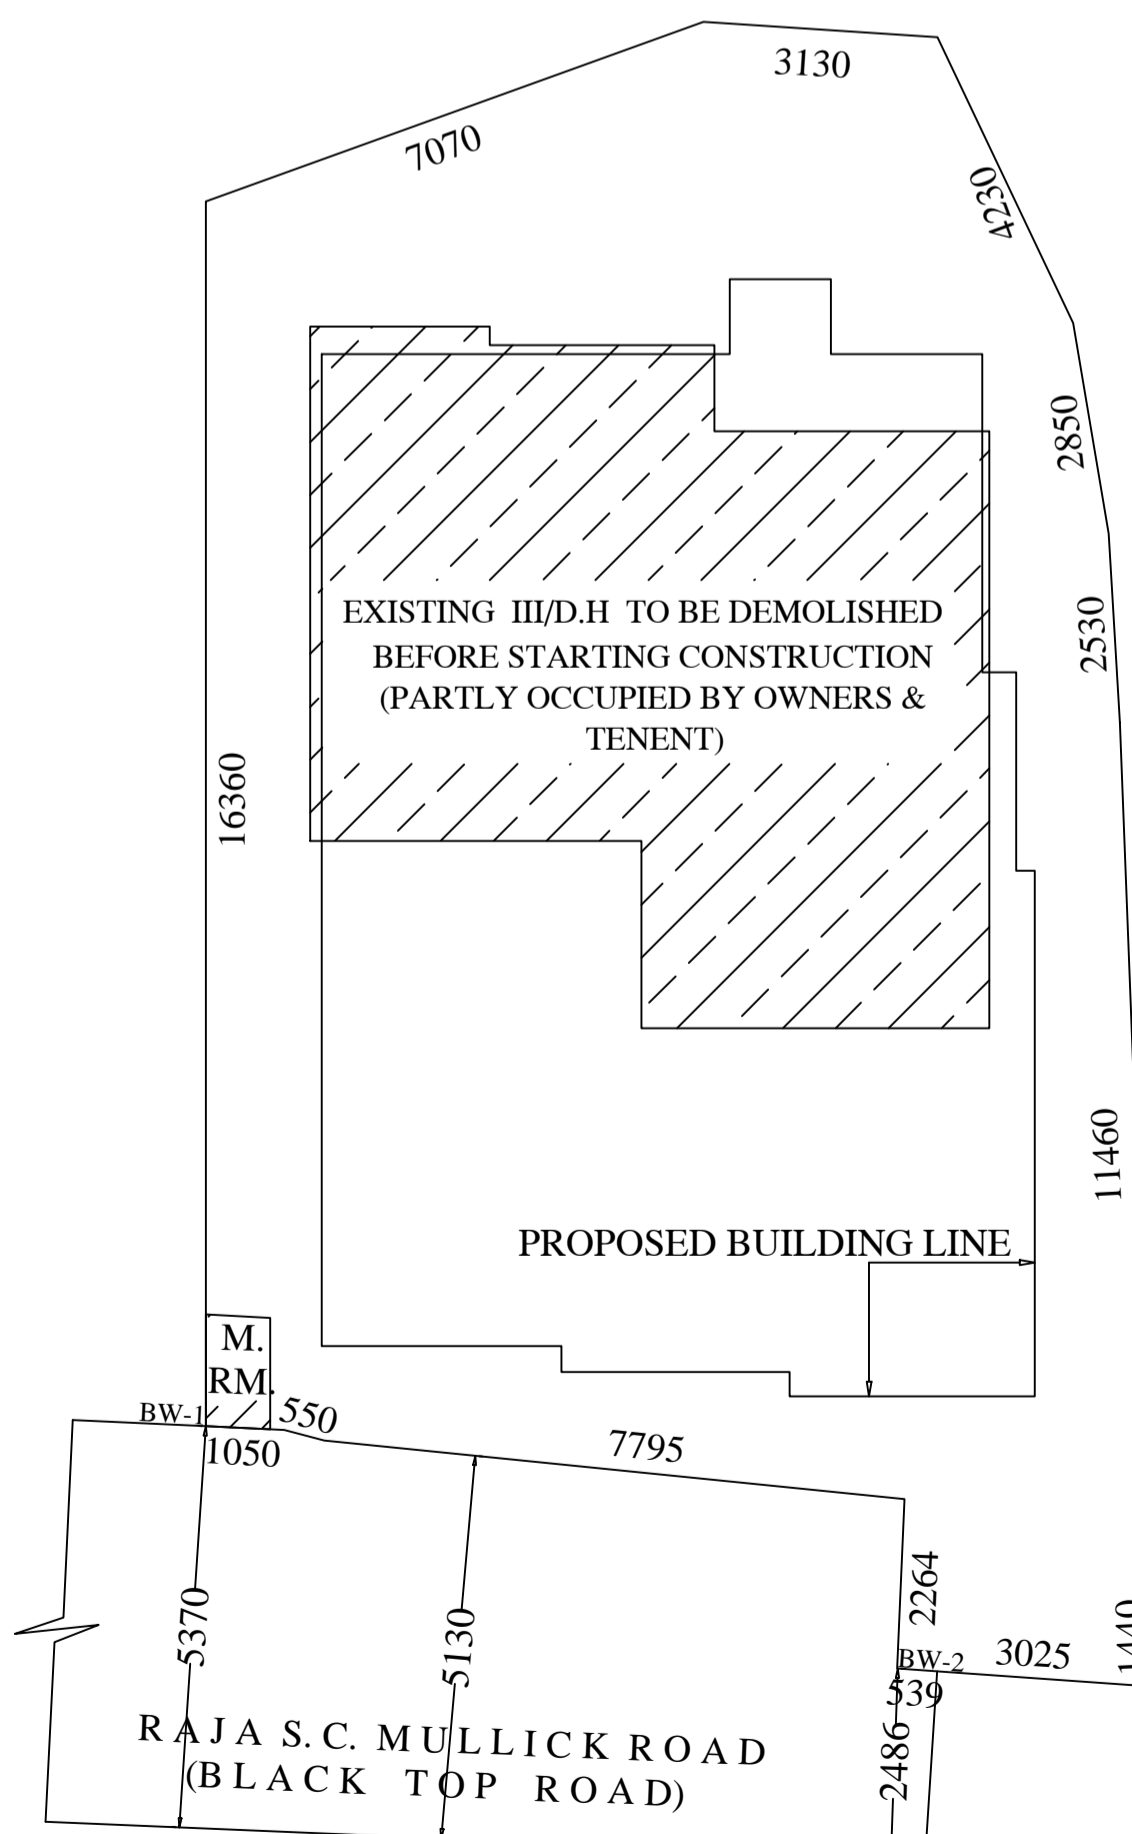 3130
7070
4230
2850
EXISTING III/D.H TO BE DEMOLISHED
BEFORE STARTING CONSTRUCTION
(PARTLY OCCUPIED BY OWNERS &
TENENT)
2530
16360
11460
PROPOSED BUILDING LINE
M.
RM.
BW-1
550
1050
7795
2264
5370
5130
BW-2
3025
1440
539
2486
RAJA S.C. MULLICK ROAD
(BLACK TOP ROAD)